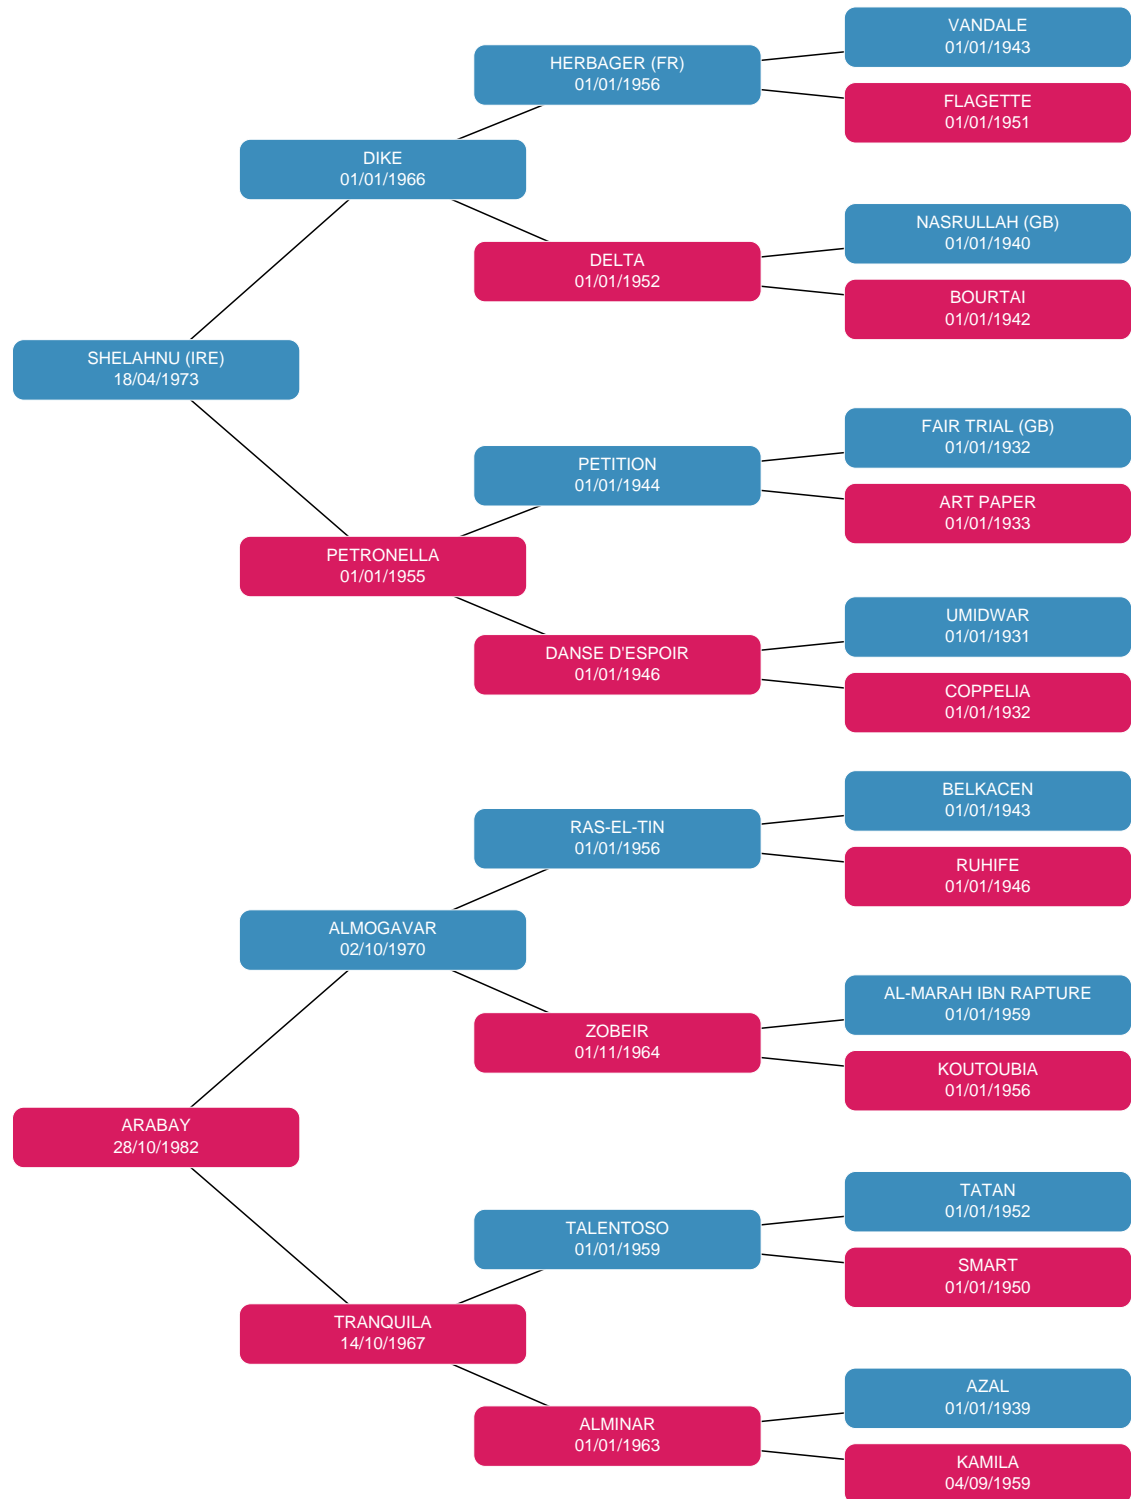 VANDALE
01/01/1943
HERBAGER (FR)
01/01/1956
FLAGETTE
01/01/1951
DIKE
01/01/1966
NASRULLAH (GB)
01/01/1940
DELTA
01/01/1952
BOURTAI
01/01/1942
SHELAHNU (IRE)
18/04/1973
FAIR TRIAL (GB)
01/01/1932
PETITION
01/01/1944
ART PAPER
01/01/1933
PETRONELLA
01/01/1955
UMIDWAR
01/01/1931
DANSE D'ESPOIR
01/01/1946
COPPELIA
01/01/1932
BELKACEN
01/01/1943
RAS-EL-TIN
01/01/1956
RUHIFE
01/01/1946
ALMOGAVAR
02/10/1970
AL-MARAH IBN RAPTURE
01/01/1959
ZOBEIR
01/11/1964
KOUTOUBIA
01/01/1956
ARABAY
28/10/1982
TATAN
01/01/1952
TALENTOSO
01/01/1959
SMART
01/01/1950
TRANQUILA
14/10/1967
AZAL
01/01/1939
ALMINAR
01/01/1963
KAMILA
04/09/1959